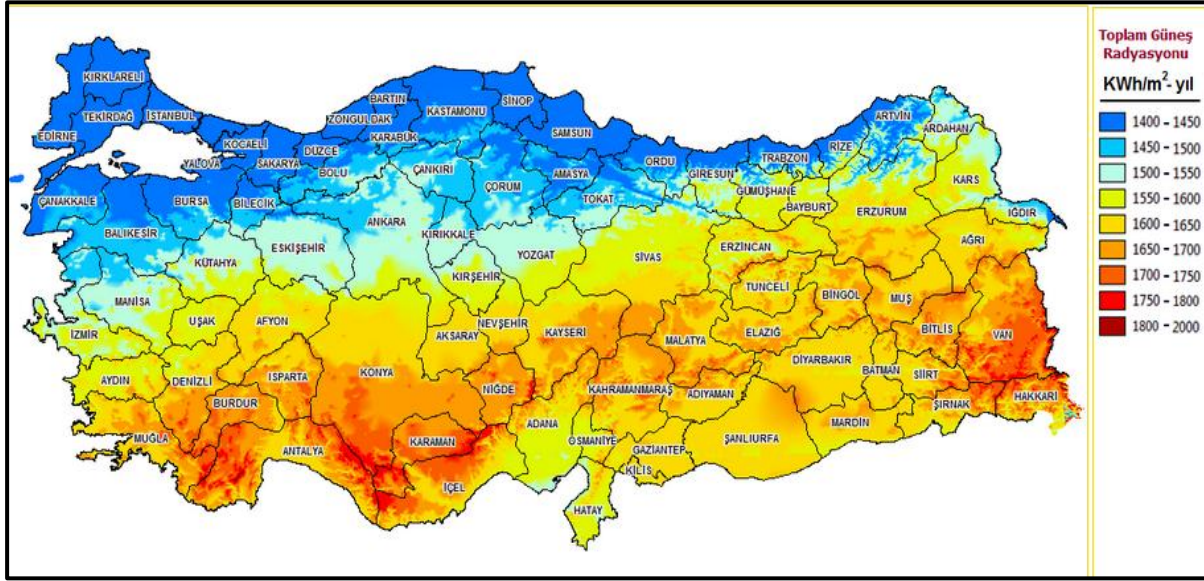 Toplam Güneş
Radyasyonu
KWh/m²- yıl
1400 - 1450
1450 - 1500
1500 - 1550
1550 - 1600
1600 - 1650
1650 - 1700
1700 - 1750
1750 - 1800
1800 - 2000
KIRKLARELİ
EDİRNE
TEKİRDAĞ
İSTANBUL
KOCAELİ
YALOVA
SAKARYA
DÜZCE
ZONGULDAK
BARTIN
KARABÜK
KASTAMONU
SİNOP
SAMSUN
ORDU
GİRESUN
TRABZON
RİZE
ARTVİN
ARDAHAN
ÇANAKKALE
BURSA
BİLECİK
BOLU
ÇANKIRI
ÇORUM
AMASYA
TOKAT
GÜMÜŞHANE
BAYBURT
ERZURUM
KARS
IĞDIR
BALIKESİR
KÜTAHYA
ESKİŞEHİR
ANKARA
KIRIKKALE
KIRŞEHİR
YOZGAT
SİVAS
ERZİNCAN
AĞRI
MANİSA
İZMİR
UŞAK
AFYON
AKSARAY
NEVŞEHİR
KAYSERİ
MALATYA
TUNCELİ
ELAZIĞ
BİNGÖL
MUŞ
BİTLİS
VAN
AYDIN
DENİZLİ
ISPARTA
BURDUR
KONYA
NİĞDE
KAHRAMANMARAŞ
ADIYAMAN
DİYARBAKIR
BATMAN
SİİRT
ŞIRNAK
HAKKARİ
MUĞLA
ANTALYA
KARAMAN
İÇEL
ADANA
OSMANİYE
GAZİANTEP
KİLİS
ŞANLIURFA
MARDİN
HATAY